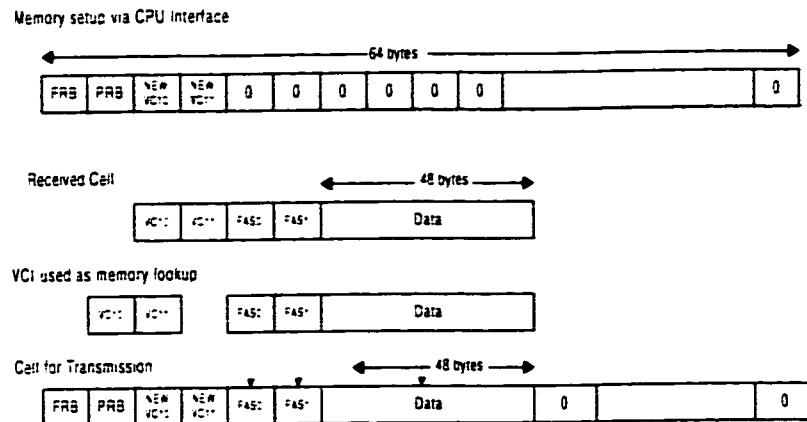 Memory setup via CPU Interface
64 bytes
FRB PRB NEW NEW 0 0 0 0 0 0 0
Received Cell
48 bytes
Data
VCI used as memory lookup
Data
Cell for Transmission
48 bytes
FRB PRB NEW NEW Data 0 0